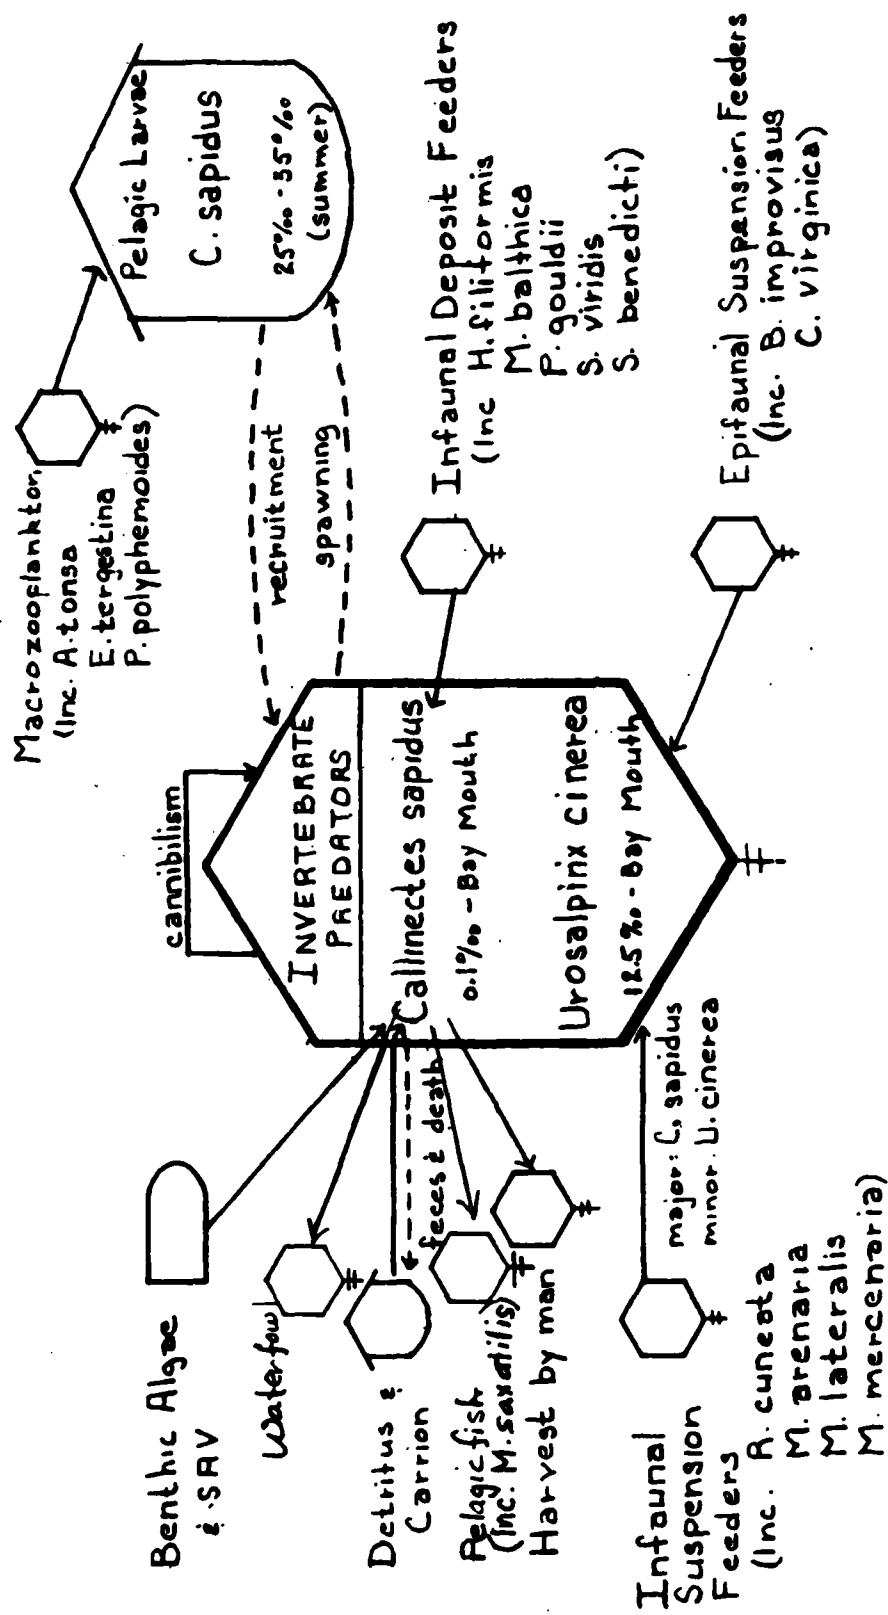 Benthic Algae
& SAV
Waterfowl
Detritus &
Carrion
Pelagic fish
(Inc. M. saxatilis)
Harvest by man
Infaunal
Suspension
Feeders
(Inc. R. cuneata
M. arenaria
M. lateralis
M. mercenaria)
major: C. sapidus
minor: U. cinerea
feces & death
cannibilism
INVERTEBRATE
PREDATORS
Callinectes sapidus
0.1‰ - Bay Mouth
Urosalpinx cinerea
12.5‰ - Bay Mouth
recruitment
spawning
Macrozooplankton
(Inc. A. tonsa
E. tergestina
P. polyphemoides)
Pelagic Larvae
C. sapidus
25‰ - 35‰
(summer)
Infaunal Deposit Feeders
(Inc H. filiformis
M. balthica
P. gouldii
S. viridis
S. benedicti)
Epifaunal Suspension Feeders
(Inc. B. improvisus
C. virginica)